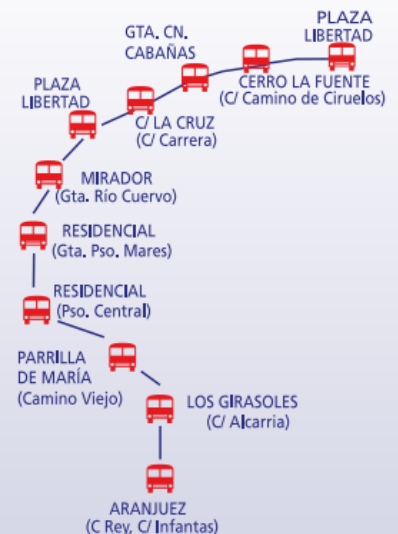 PLAZA
LIBERTAD
GTA. CN.
CABAÑAS
CERRO LA FUENTE
(C/ Camino de Ciruelos)
PLAZA
LIBERTAD
C/ LA CRUZ
(C/ Carrera)
MIRADOR
(Gta. Río Cuervo)
RESIDENCIAL
(Gta. Pso. Mares)
RESIDENCIAL
(Pso. Central)
PARRILLA
DE MARÍA
(Camino Viejo)
LOS GIRASOLES
(C/ Alcarria)
ARANJUEZ
(C Rey, C/ Infantas)